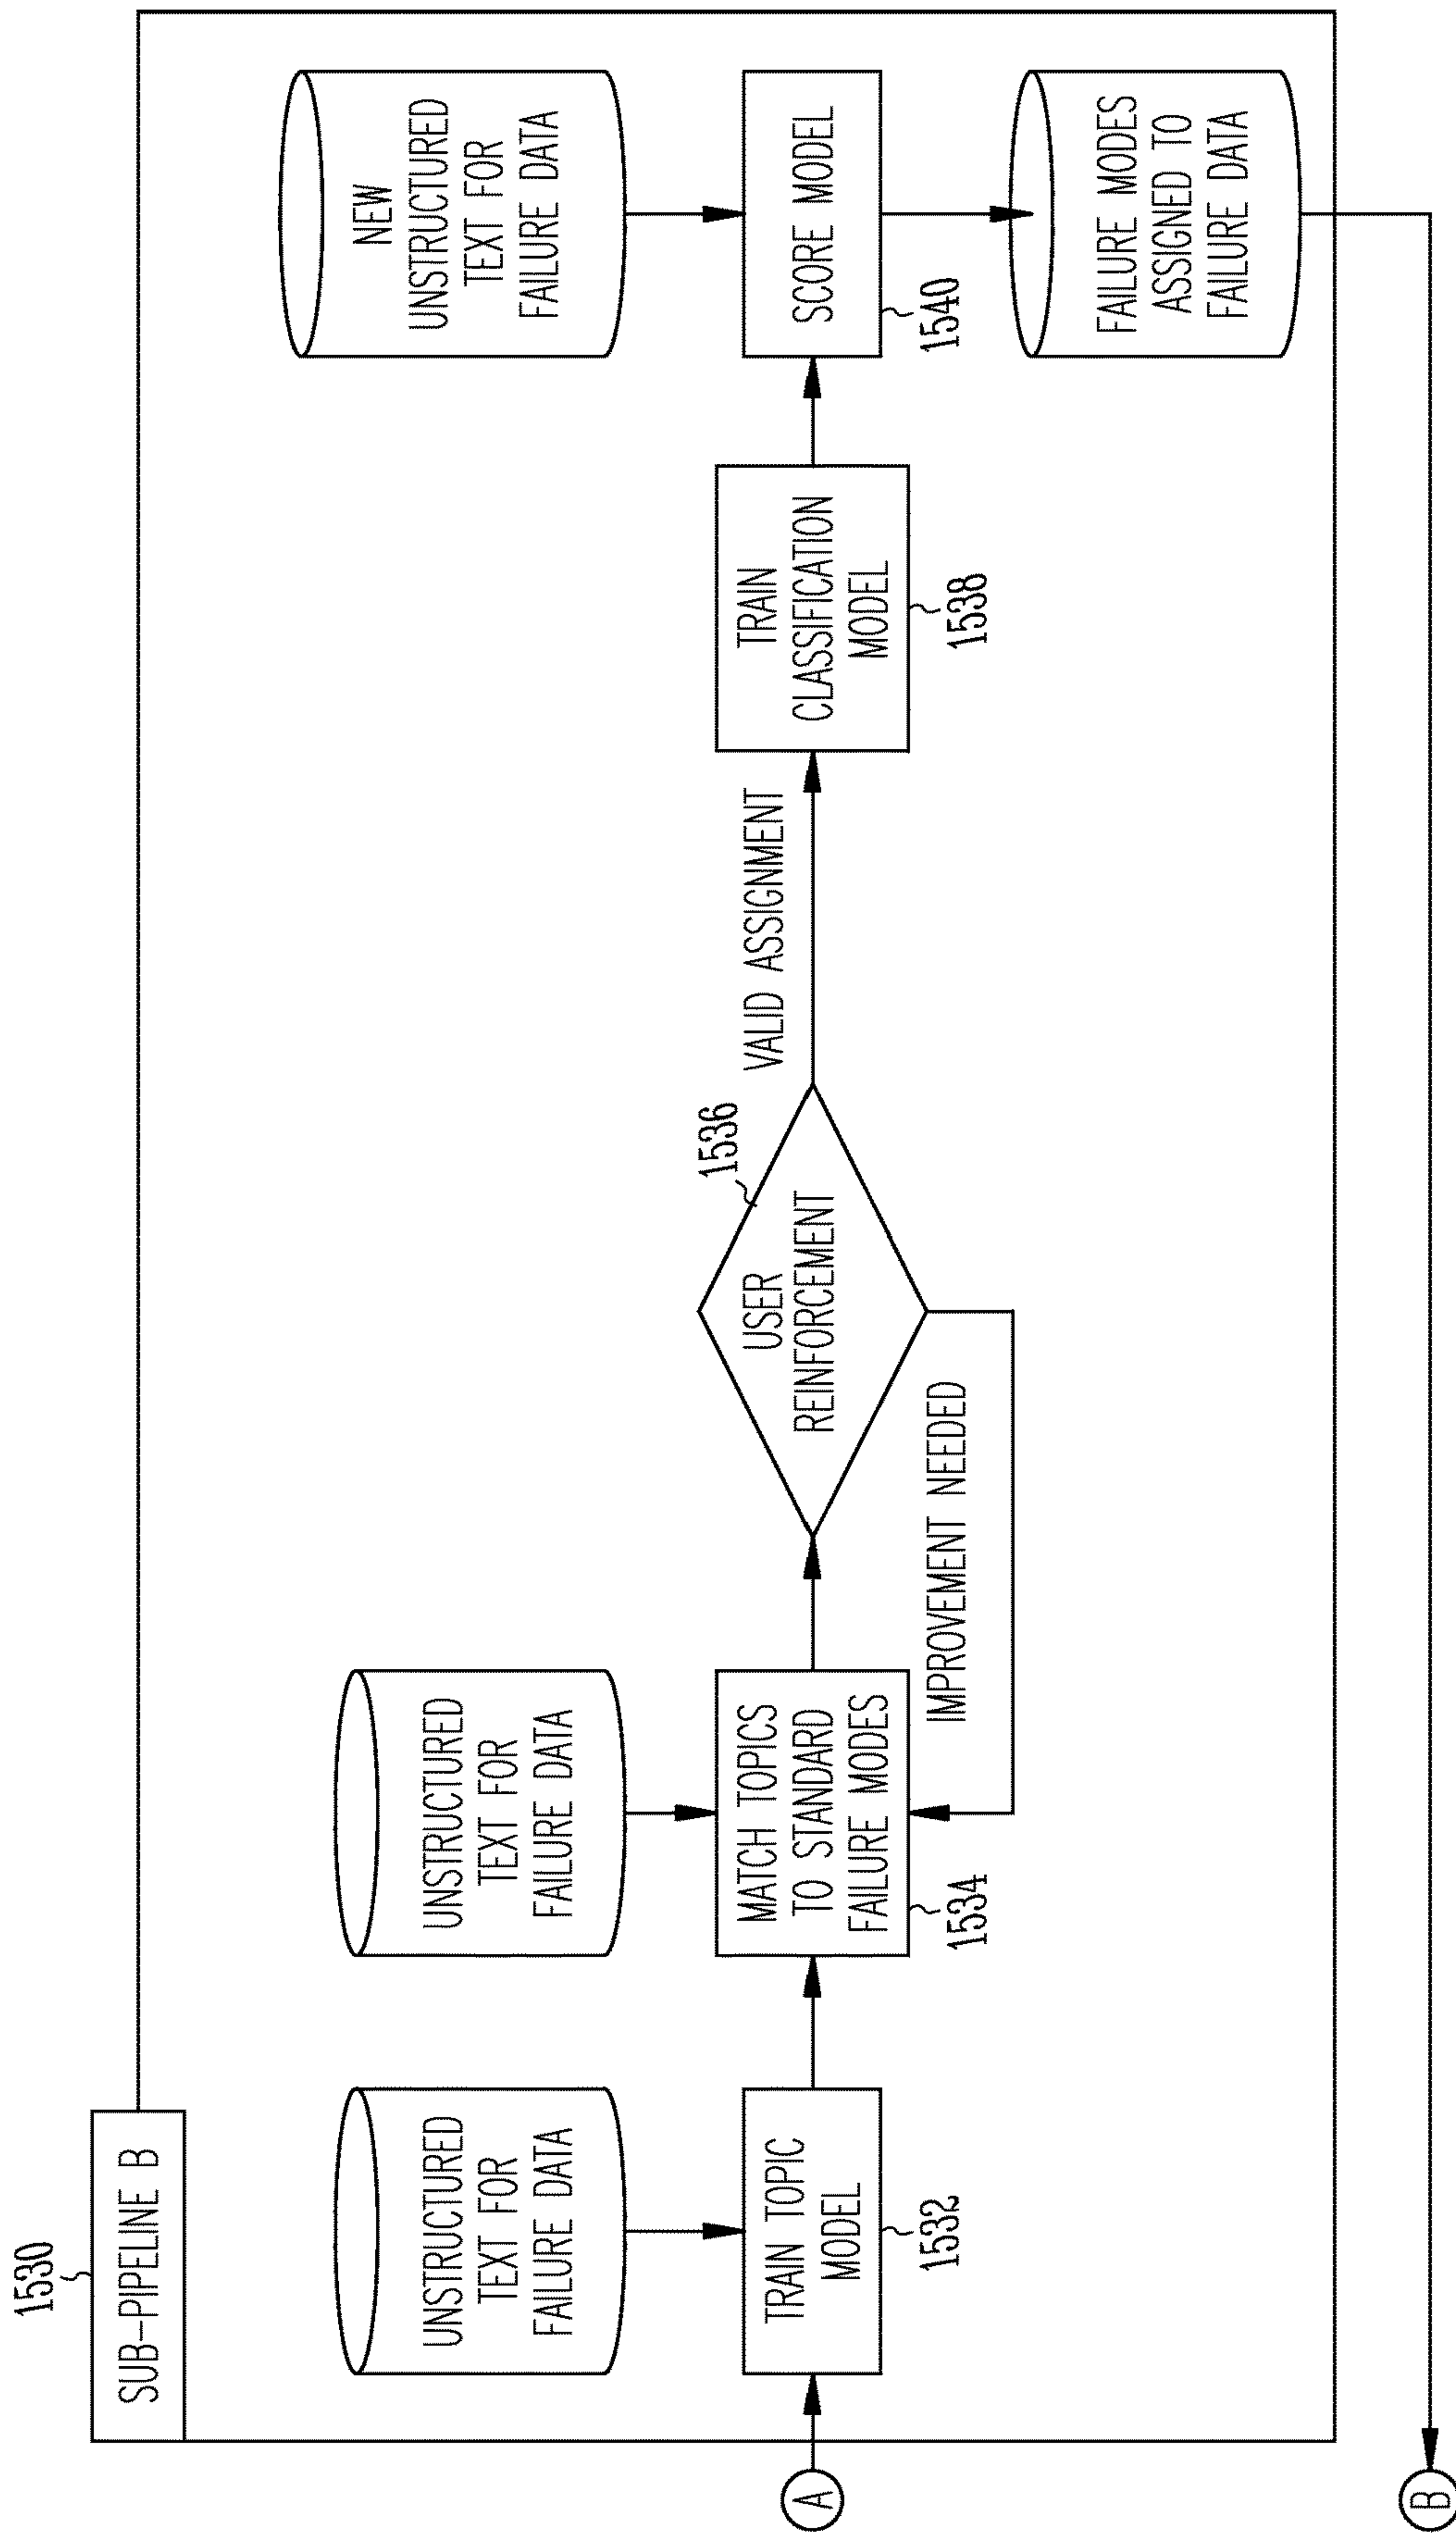 1530
SUB-PIPELINE B
UNSTRUCTURED
TEXT FOR
FAILURE DATA
UNSTRUCTURED
TEXT FOR
FAILURE DATA
NEW
UNSTRUCTURED
TEXT FOR
FAILURE DATA
A
TRAIN TOPIC
MODEL
1532
MATCH TOPICS
TO STANDARD
FAILURE MODES
1534
IMPROVEMENT NEEDED
USER
REINFORCEMENT
1536
VALID ASSIGNMENT
TRAIN
CLASSIFICATION
MODEL
1538
SCORE MODEL
1540
FAILURE MODES
ASSIGNED TO
FAILURE DATA
B